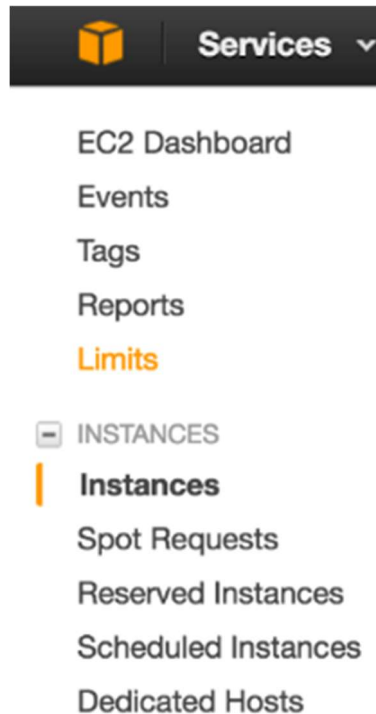 Services
EC2 Dashboard
Events
Tags
Reports
Limits
INSTANCES
Instances
Spot Requests
Reserved Instances
Scheduled Instances
Dedicated Hosts